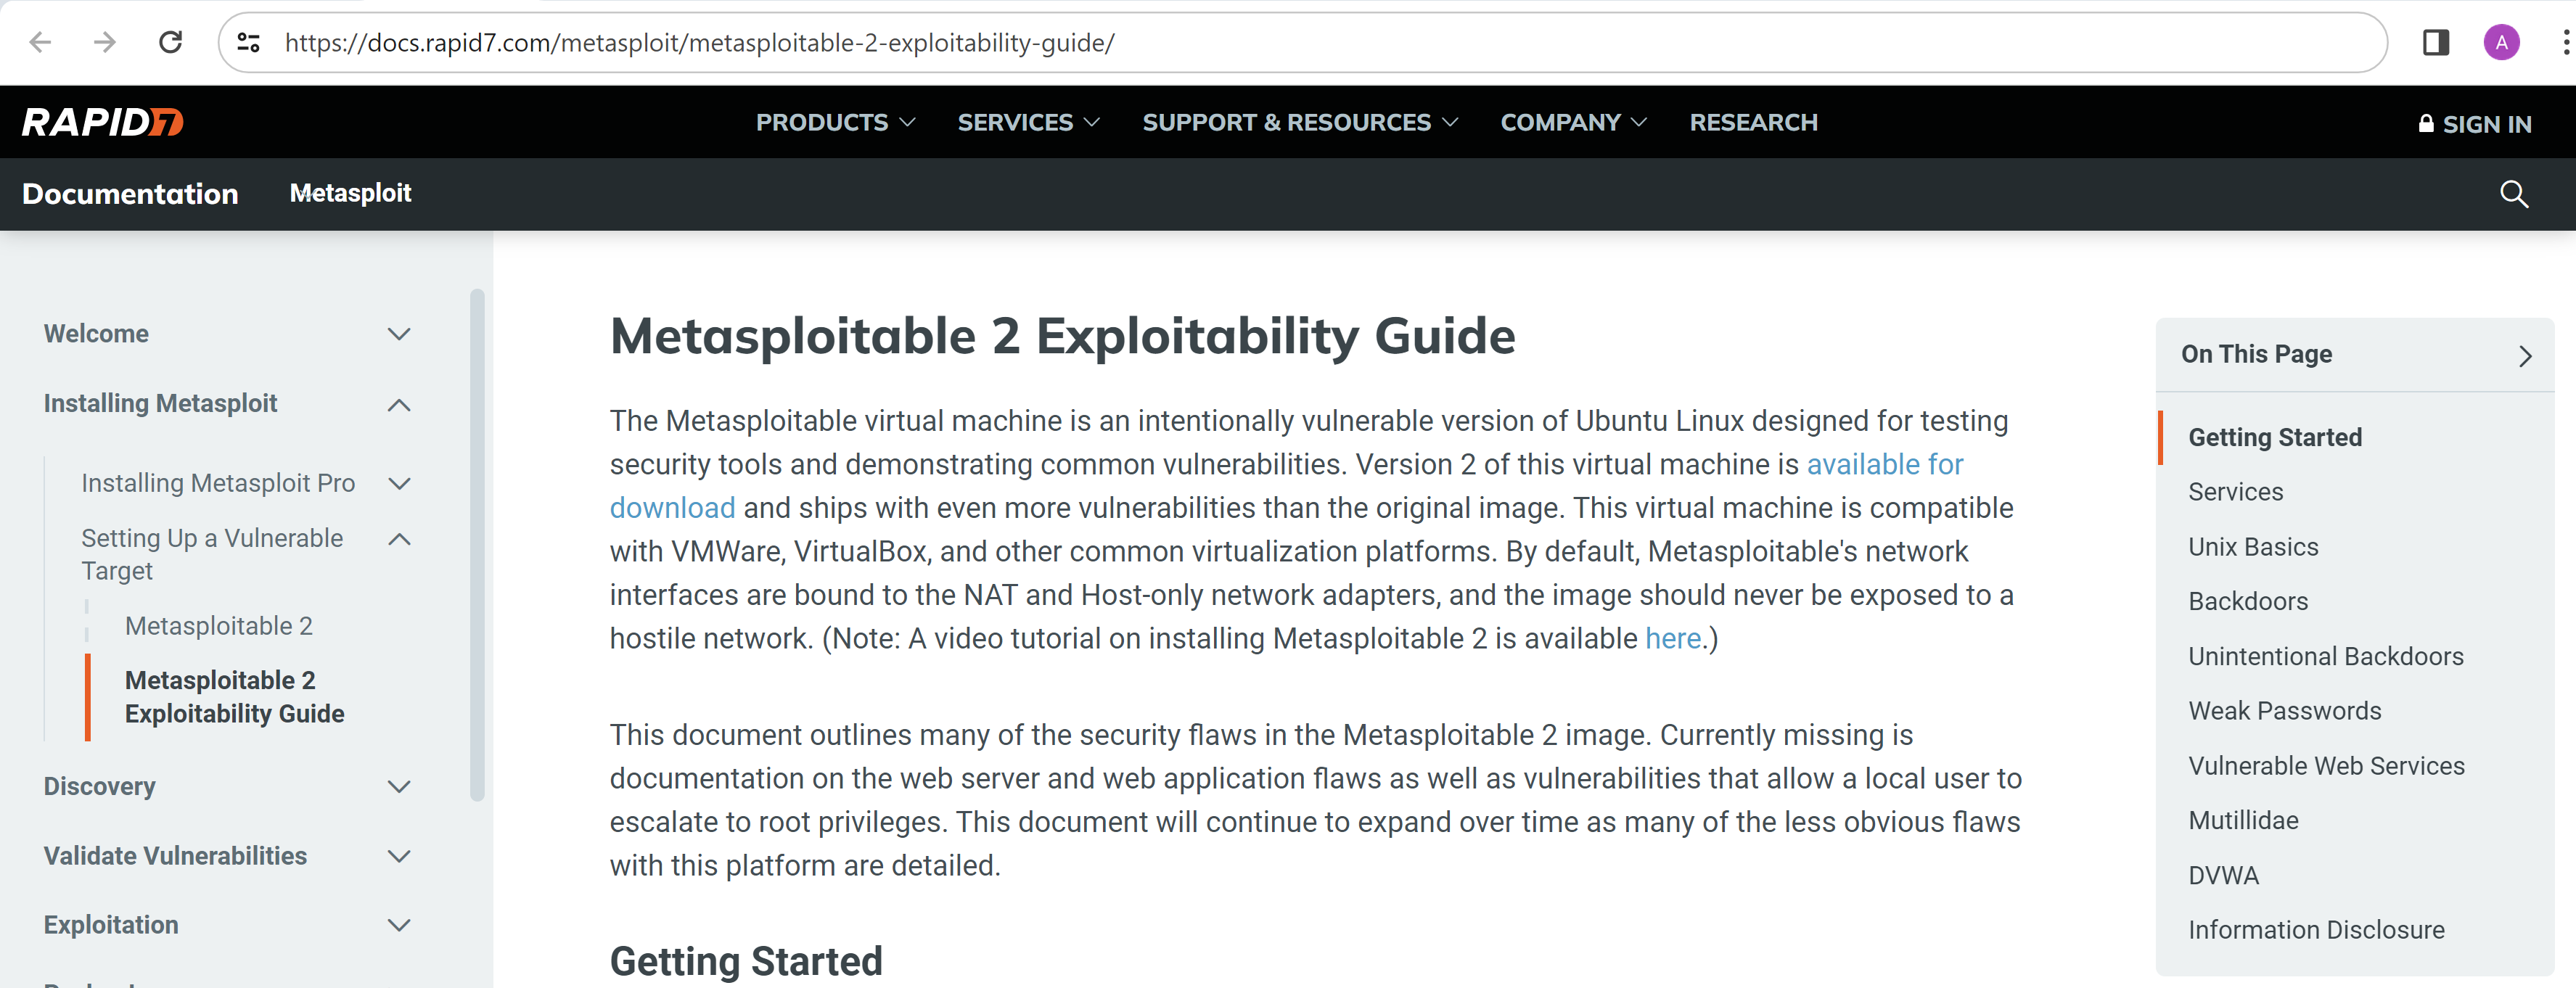 https://docs.rapid7.com/metasploit/metasploitable-2-exploitability-guide/
A
RAPID7
PRODUCTS
SERVICES
SUPPORT & RESOURCES
COMPANY
RESEARCH
SIGN IN
Documentation
Metasploit
Welcome
Installing Metasploit
Installing Metasploit Pro
Setting Up a Vulnerable
Target
Metasploitable 2
Metasploitable 2
Exploitability Guide
Discovery
Validate Vulnerabilities
Exploitation
Metasploitable 2 Exploitability Guide
The Metasploitable virtual machine is an intentionally vulnerable version of Ubuntu Linux designed for testing
security tools and demonstrating common vulnerabilities. Version 2 of this virtual machine is available for
download and ships with even more vulnerabilities than the original image. This virtual machine is compatible
with VMWare, VirtualBox, and other common virtualization platforms. By default, Metasploitable's network
interfaces are bound to the NAT and Host-only network adapters, and the image should never be exposed to a
hostile network. (Note: A video tutorial on installing Metasploitable 2 is available here.)
This document outlines many of the security flaws in the Metasploitable 2 image. Currently missing is
documentation on the web server and web application flaws as well as vulnerabilities that allow a local user to
escalate to root privileges. This document will continue to expand over time as many of the less obvious flaws
with this platform are detailed.
Getting Started
On This Page
Getting Started
Services
Unix Basics
Backdoors
Unintentional Backdoors
Weak Passwords
Vulnerable Web Services
Mutillidae
DVWA
Information Disclosure